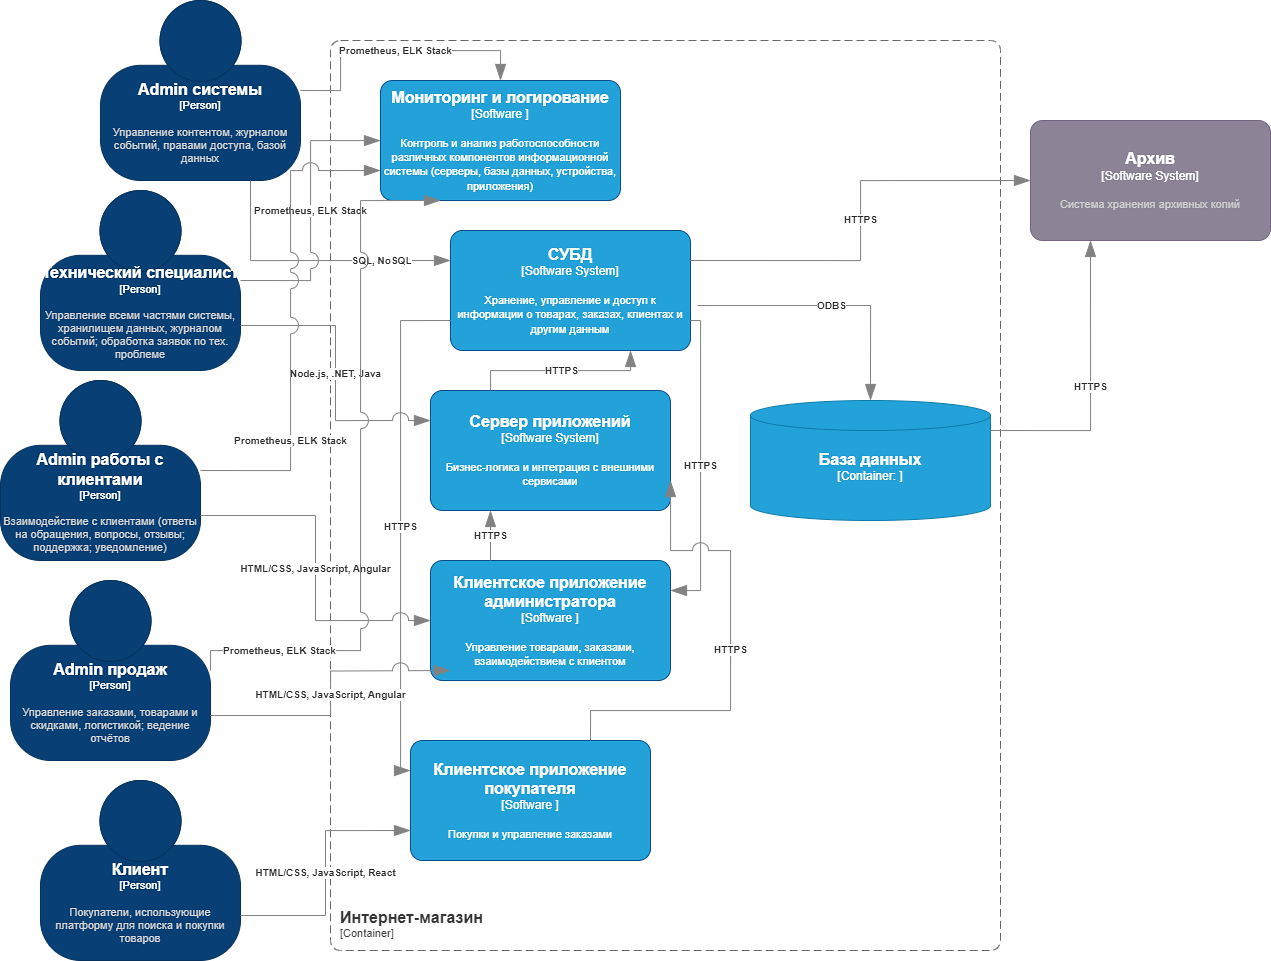 Admin системы
[Person]
Управление контентом, журналом
событий, правами доступа, базой
данных
Prometheus, ELK Stack
Мониторинг и логирование
[Software ]
Контроль и анализ работоспособности
различных компонентов информационной
системы (серверы, базы данных, устройства,
приложения)
Архив
[Software System]
Система хранения архивных копий
HTTPS
Prometheus, ELK Stack
SQL, NoSQL
Технический специалист
[Person]
Управление всеми частями системы,
хранилищем данных, журналом
событий; обработка заявок по тех.
проблеме
СУБД
[Software System]
Хранение, управление и доступ к
информации о товарах, заказах, клиентах и
другим данным
ODBS
HTTPS
Node.js, .NET, Java
HTTPS
Сервер приложений
[Software System]
Бизнес-логика и интеграция с внешними
сервисами
База данных
[Container: ]
Prometheus, ELK Stack
Admin работы с
клиентами
[Person]
Взаимодействие с клиентами (ответы
на обращения, вопросы, отзывы;
поддержка; уведомление)
HTTPS
HTTPS
HTTPS
HTML/CSS, JavaScript, Angular
Клиентское приложение
администратора
[Software ]
Управление товарами, заказами,
взаимодействием с клиентом
Prometheus, ELK Stack
HTTPS
Admin продаж
[Person]
Управление заказами, товарами и
скидками, логистикой; ведение
отчётов
HTML/CSS, JavaScript, Angular
Клиентское приложение
покупателя
[Software ]
Покупки и управление заказами
HTML/CSS, JavaScript, React
Клиент
[Person]
Покупатели, использующие
платформу для поиска и покупки
товаров
Интернет-магазин
[Container]